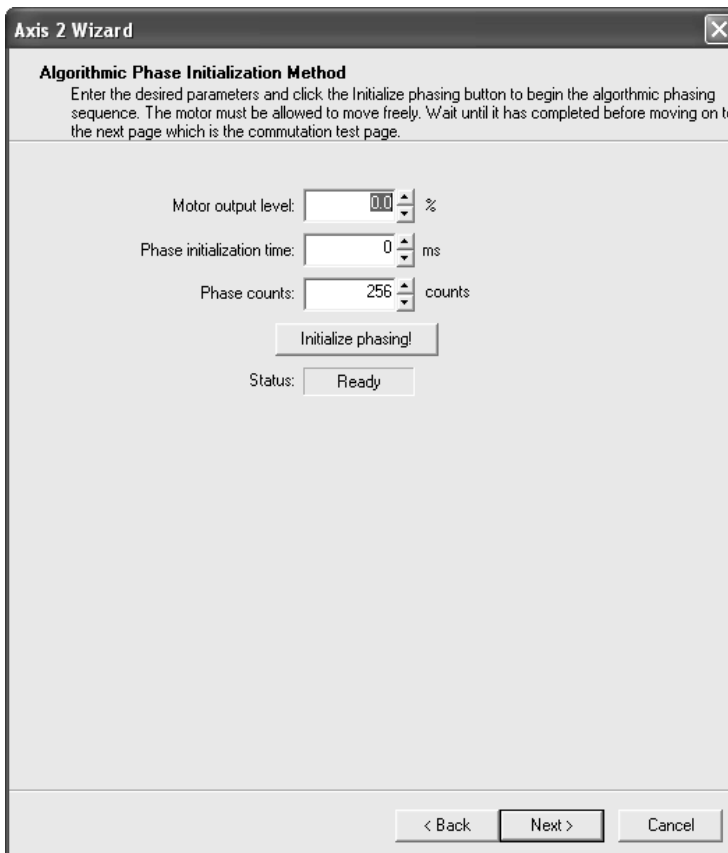 Axis 2 Wizard
Algorithmic Phase Initialization Method
Enter the desired parameters and click the Initialize phasing button to begin the algorthmic phasing
sequence. The motor must be allowed to move freely. Wait until it has completed before moving on t
the next page which is the commutation test page.
Motor output level: 0.0 %
Phase initialization time: 0 ms
Phase counts: 256 counts
Initialize phasing!
Status: Ready
< Back Next > Cancel